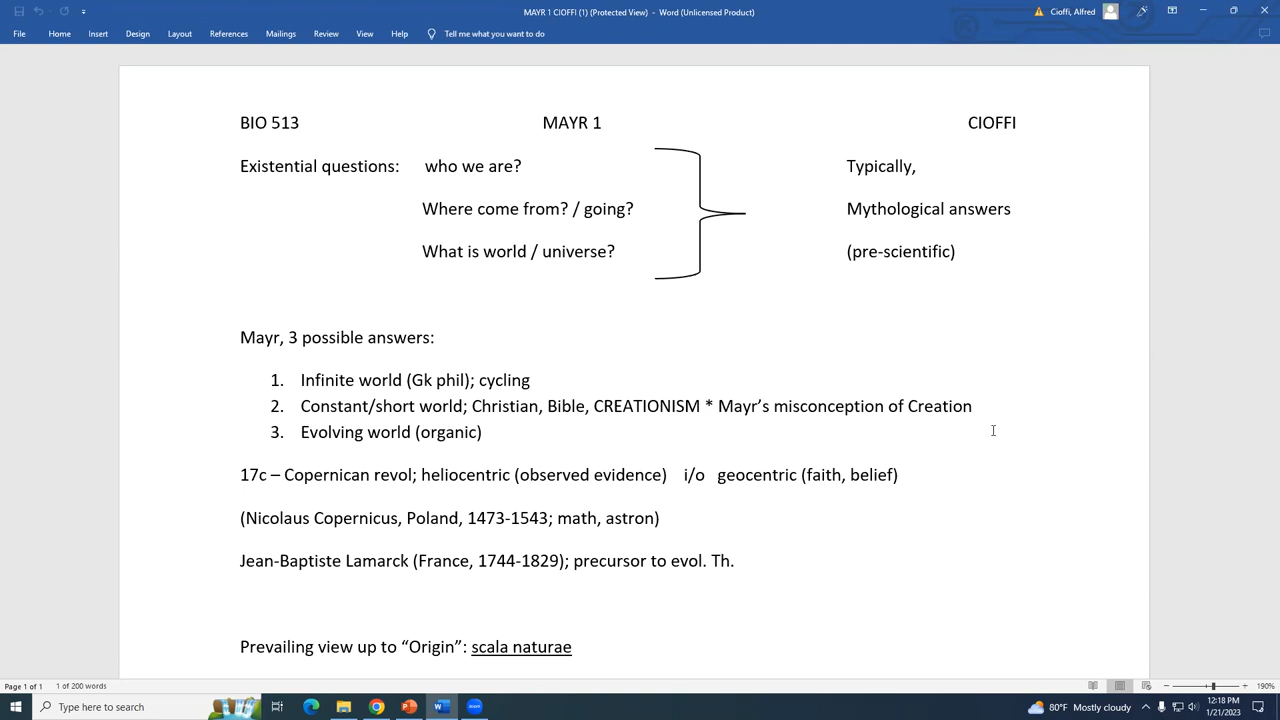 MAYR 1 CIOFFI (1) (Protected View) - Word (Unlicensed Product)
Cioffi, Alfred
File Home Insert Design Layout References Mailings Review View Help Tell me what you want to do
BIO 513 MAYR 1 CIOFFI
Existential questions: who we are? Typically,
Where come from? / going? Mythological answers
What is world / universe? (pre-scientific)
Mayr, 3 possible answers:
1. Infinite world (Gk phil); cycling
2. Constant/short world; Christian, Bible, CREATIONISM * Mayr’s misconception of Creation
3. Evolving world (organic)
17c – Copernican revol; heliocentric (observed evidence) i/o geocentric (faith, belief)
(Nicolaus Copernicus, Poland, 1473-1543; math, astron)
Jean-Baptiste Lamarck (France, 1744-1829); precursor to evol. Th.
Prevailing view up to “Origin”: scala naturae
Page 1 of 1 1 of 200 words 190%
Type here to search zoom 80°F Mostly cloudy 12:18 PM
1/21/2023